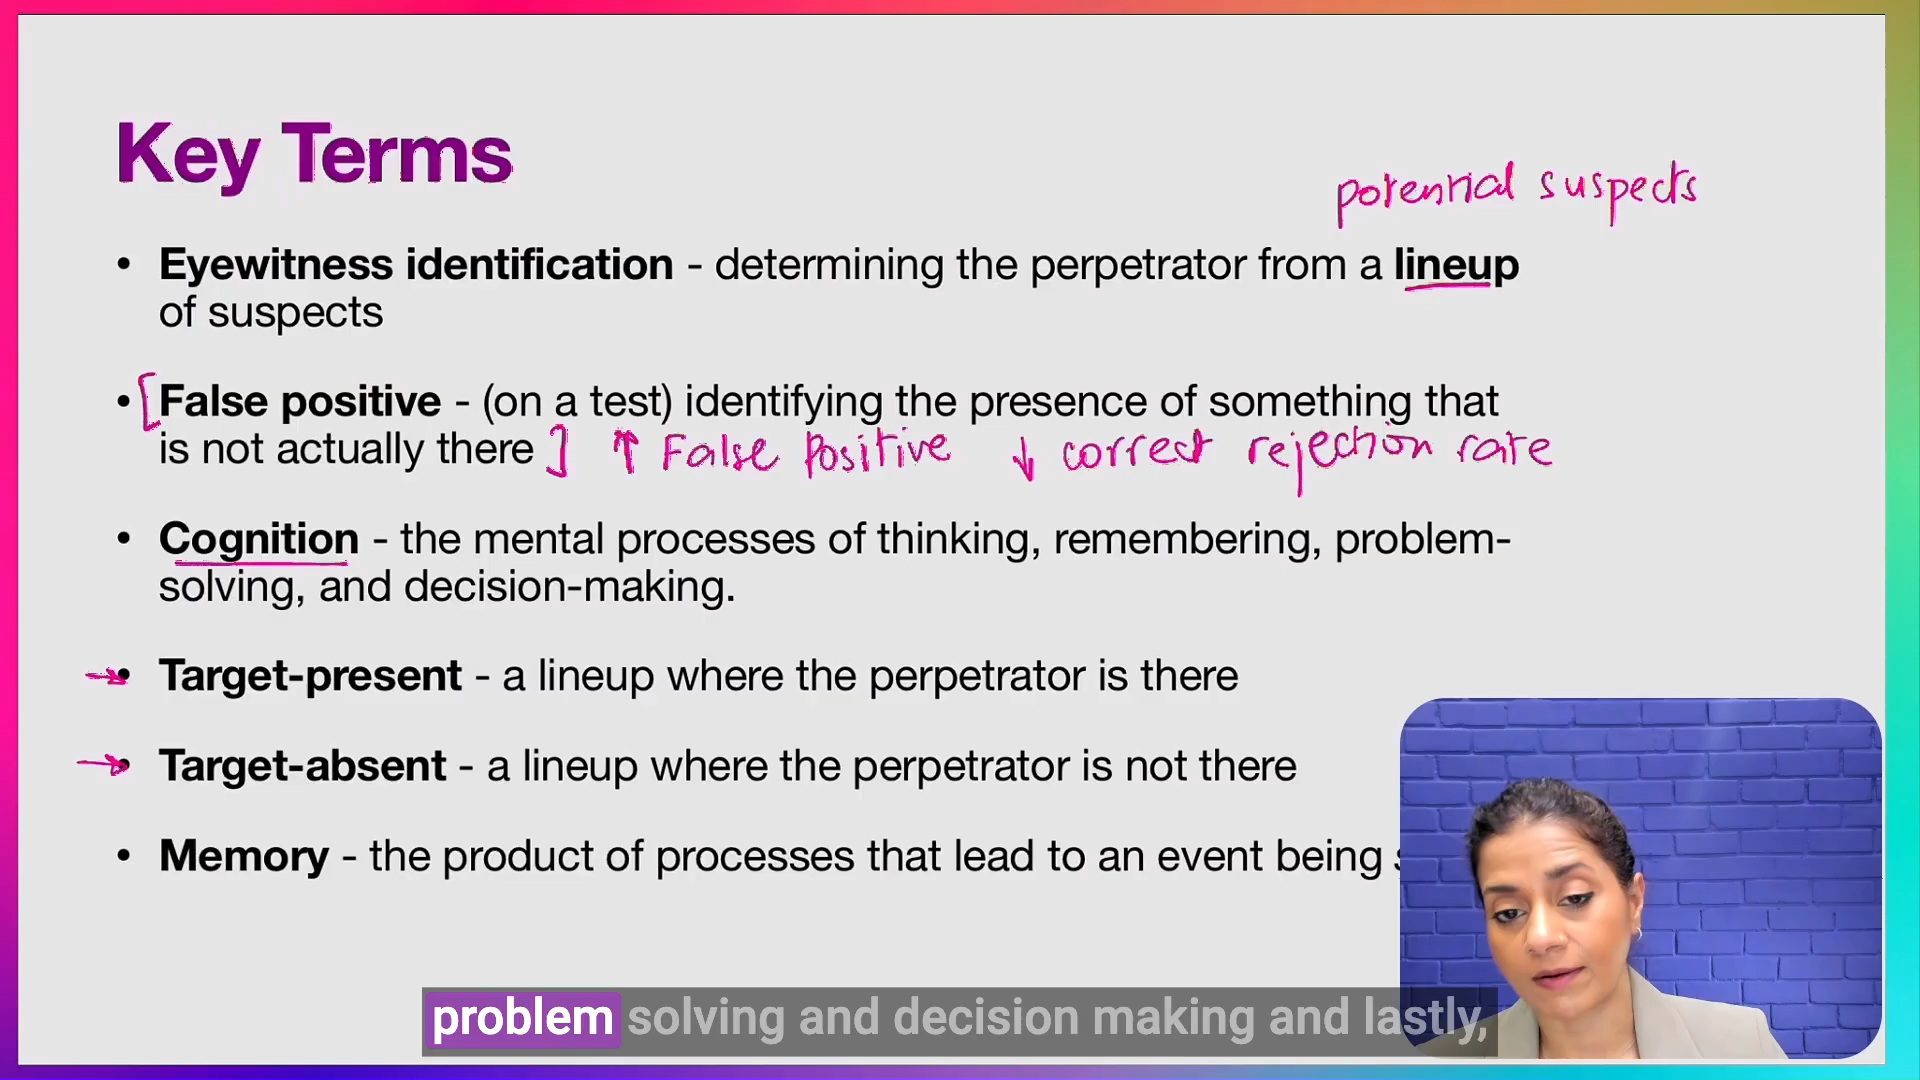 Key Terms
potential suspects
• Eyewitness identification - determining the perpetrator from a lineup
of suspects
• [False positive - (on a test) identifying the presence of something that
is not actually there ] ↑ False Positive ↓ correct rejection rate
• Cognition - the mental processes of thinking, remembering, problem-
solving, and decision-making.
→ • Target-present - a lineup where the perpetrator is there
→ • Target-absent - a lineup where the perpetrator is not there
• Memory - the product of processes that lead to an event being
problem solving and decision making and lastly,